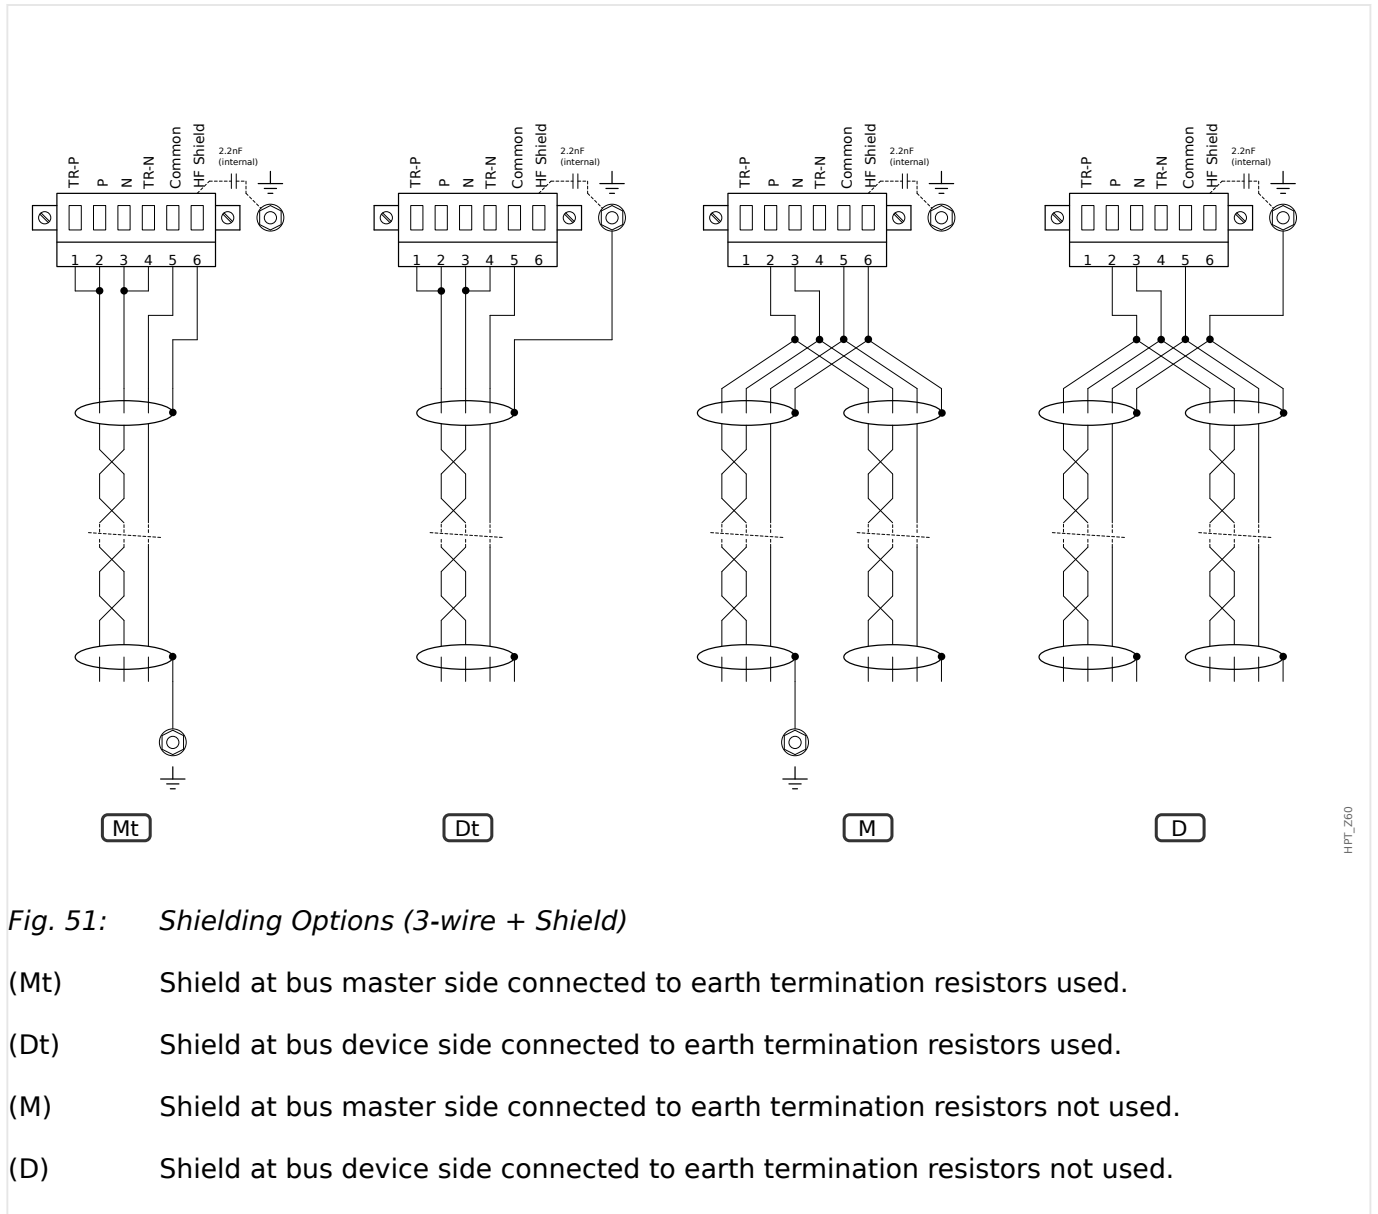 TR-P P N TR-N Common HF Shield 2.2nF (internal)
1 2 3 4 5 6
TR-P P N TR-N Common HF Shield 2.2nF (internal)
1 2 3 4 5 6
TR-P P N TR-N Common HF Shield 2.2nF (internal)
1 2 3 4 5 6
TR-P P N TR-N Common HF Shield 2.2nF (internal)
1 2 3 4 5 6
Mt Dt M D
HPT_Z60
Fig. 51: Shielding Options (3-wire + Shield)
(Mt) Shield at bus master side connected to earth termination resistors used.
(Dt) Shield at bus device side connected to earth termination resistors used.
(M) Shield at bus master side connected to earth termination resistors not used.
(D) Shield at bus device side connected to earth termination resistors not used.